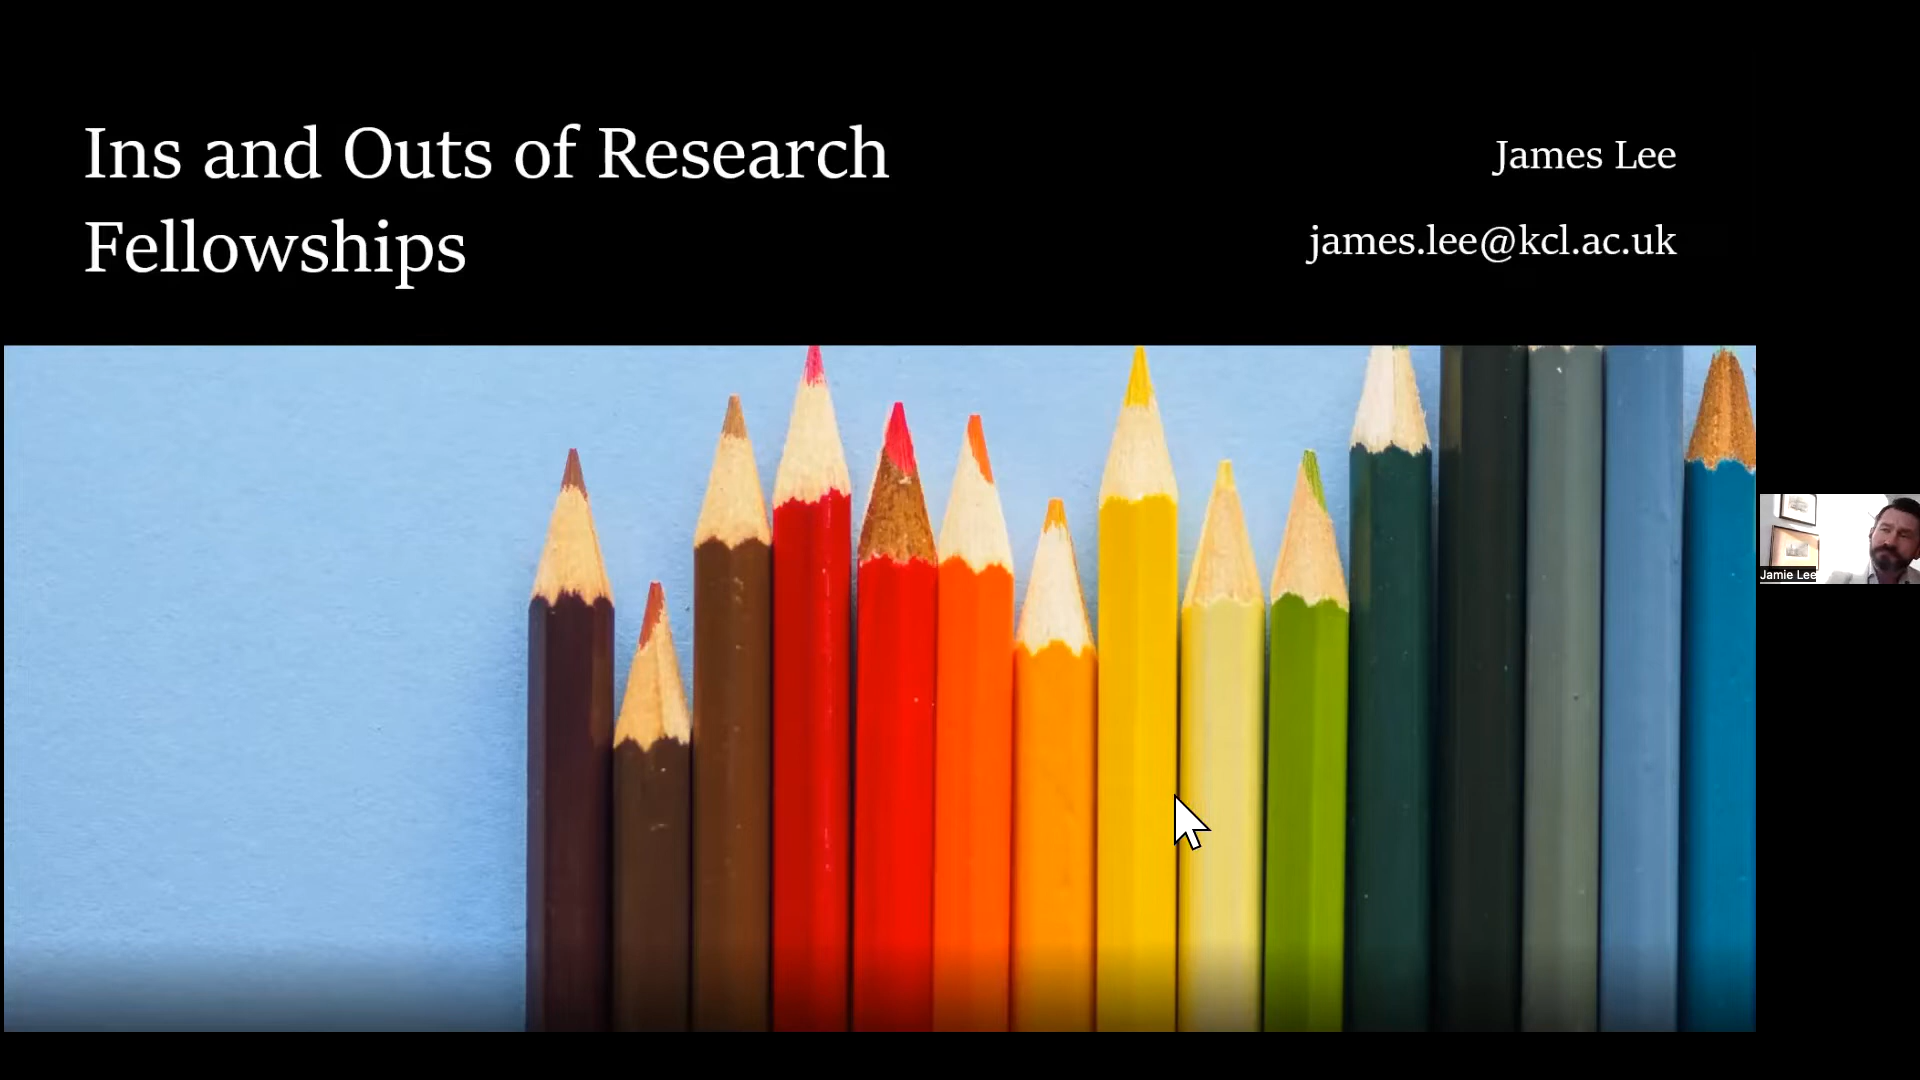 Ins and Outs of Research
Fellowships
James Lee
james.lee@kcl.ac.uk
Jamie Lee